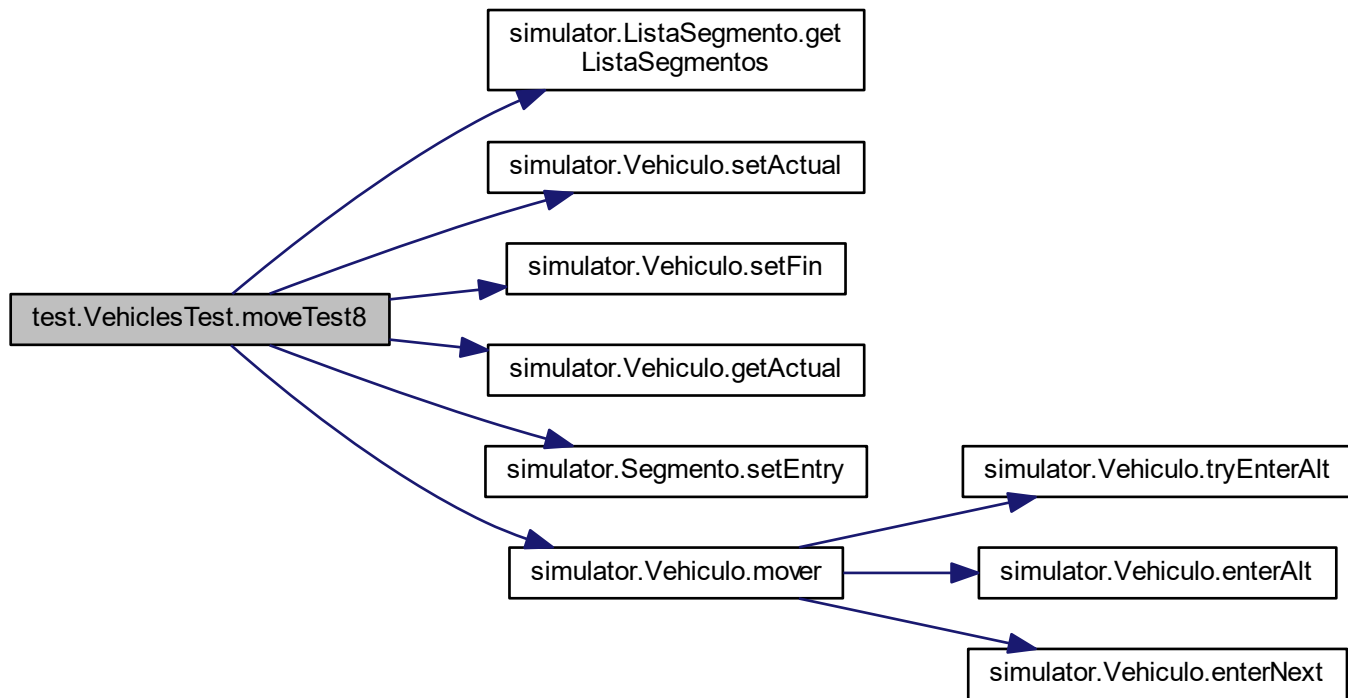 simulator.ListaSegmento.get
ListaSegmentos
simulator.Vehiculo.setActual
simulator.Vehiculo.setFin
test.VehiclesTest.moveTest8
simulator.Vehiculo.getActual
simulator.Segmento.setEntry
simulator.Vehiculo.tryEnterAlt
simulator.Vehiculo.mover
simulator.Vehiculo.enterAlt
simulator.Vehiculo.enterNext